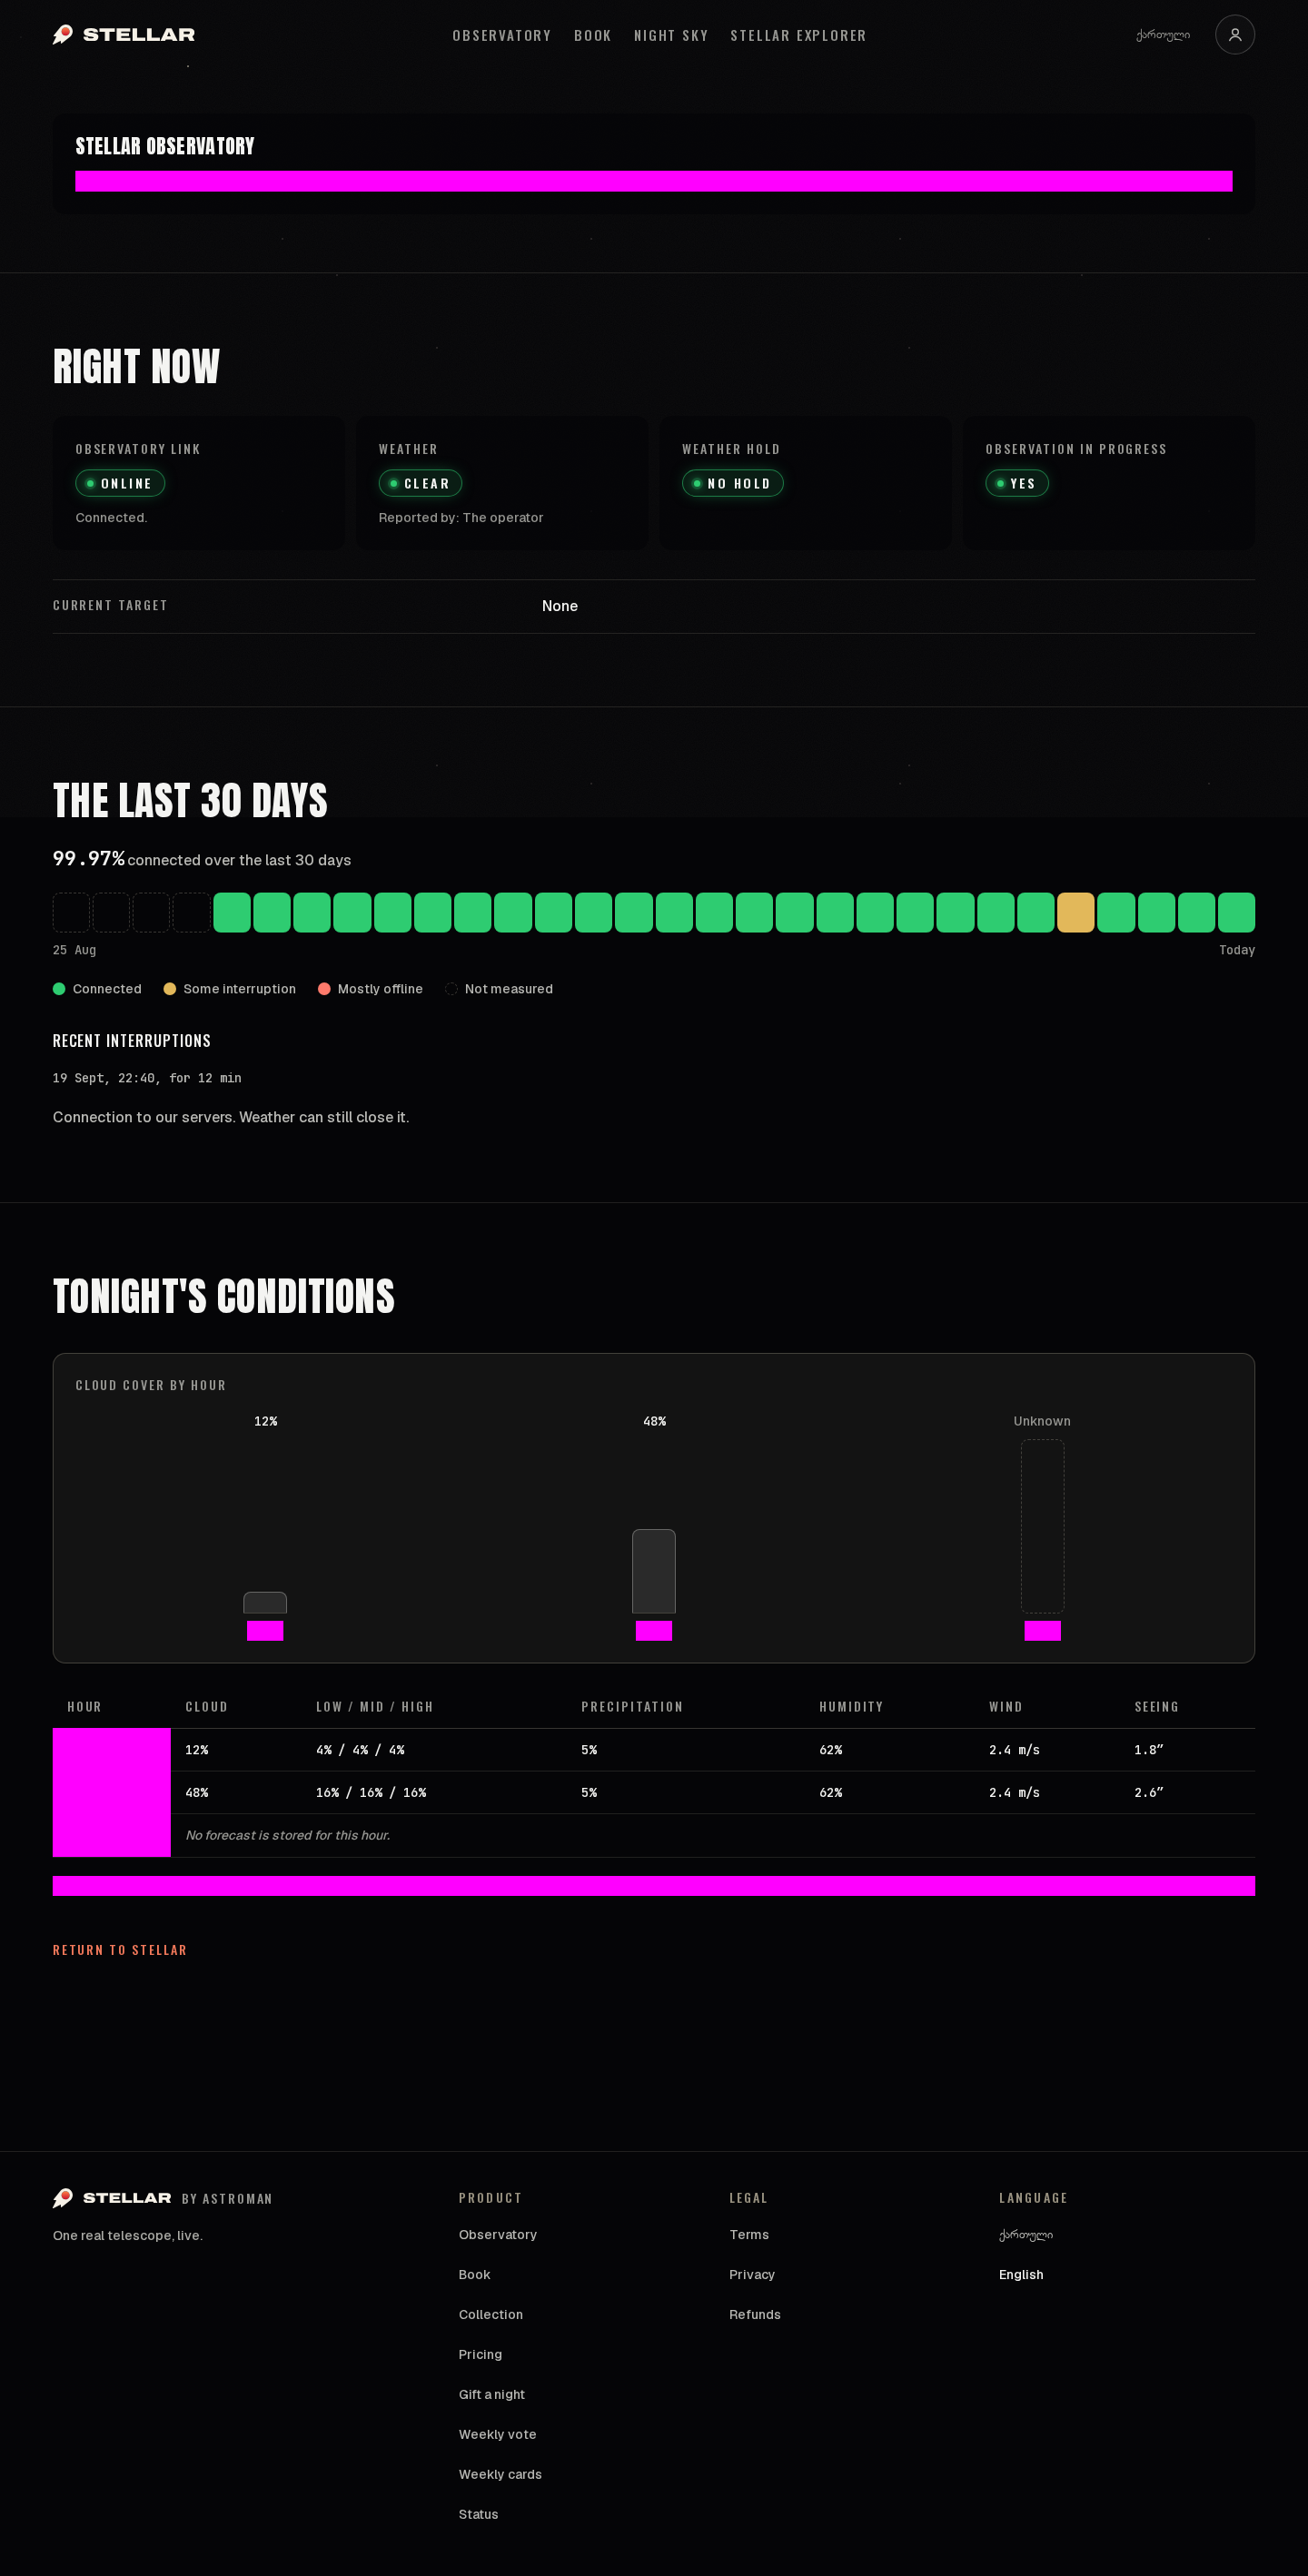 STELLAR
OBSERVATORY
BOOK
NIGHT SKY
STELLAR EXPLORER
ქართული
STELLAR OBSERVATORY
RIGHT NOW
OBSERVATORY LINK
ONLINE
Connected.
WEATHER
CLEAR
Reported by: The operator
WEATHER HOLD
NO HOLD
OBSERVATION IN PROGRESS
YES
CURRENT TARGET
None
THE LAST 30 DAYS
99.97% connected over the last 30 days
25 Aug
Today
Connected
Some interruption
Mostly offline
Not measured
RECENT INTERRUPTIONS
19 Sept, 22:40, for 12 min
Connection to our servers. Weather can still close it.
TONIGHT'S CONDITIONS
CLOUD COVER BY HOUR
12%
48%
Unknown
HOUR CLOUD LOW / MID / HIGH PRECIPITATION HUMIDITY WIND SEEING
12% 4% / 4% / 4% 5% 62% 2.4 m/s 1.8″
48% 16% / 16% / 16% 5% 62% 2.4 m/s 2.6″
No forecast is stored for this hour.
RETURN TO STELLAR
STELLAR BY ASTROMAN
One real telescope, live.
PRODUCT
Observatory
Book
Collection
Pricing
Gift a night
Weekly vote
Weekly cards
Status
LEGAL
Terms
Privacy
Refunds
LANGUAGE
ქართული
English